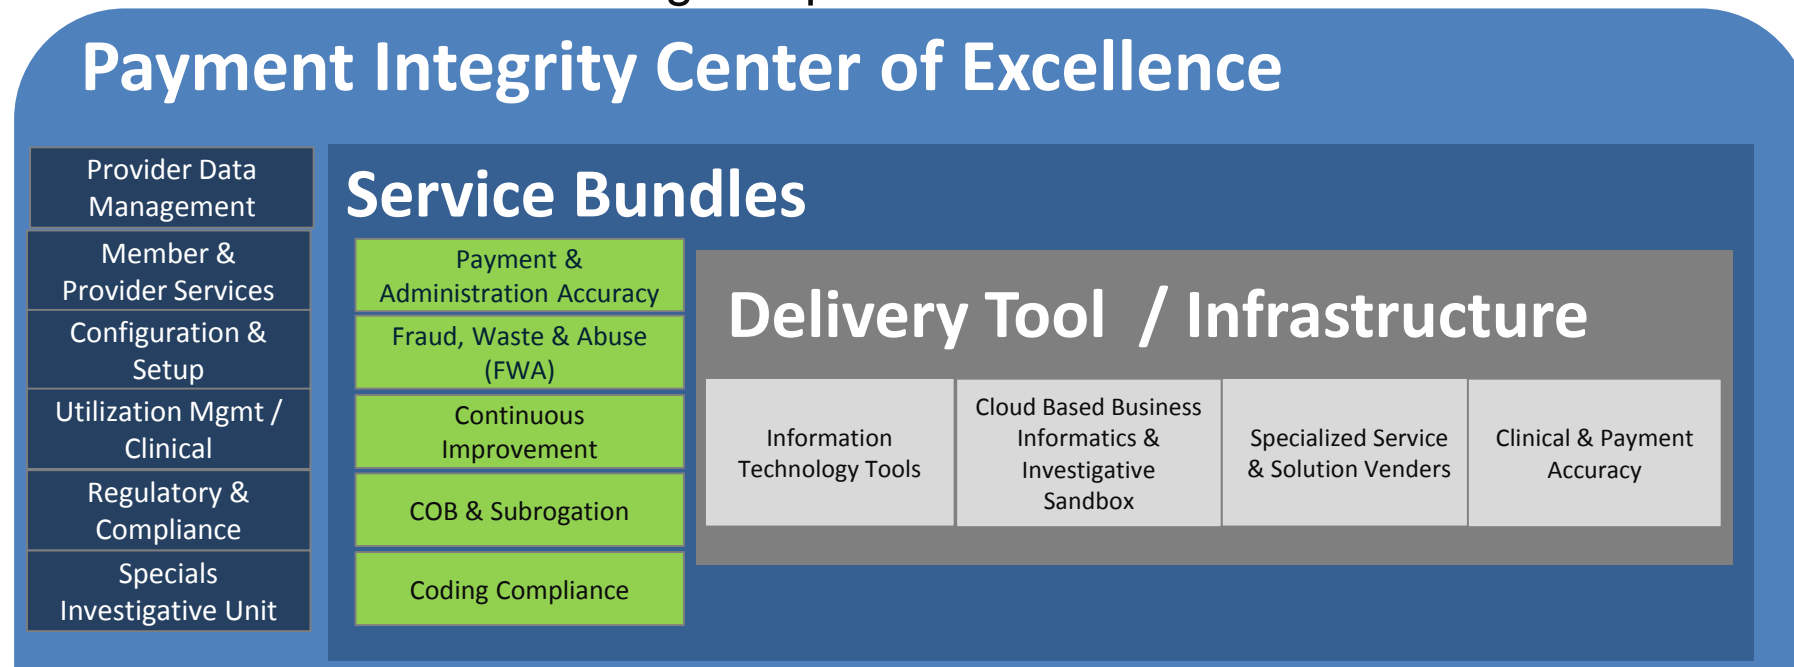 Payment Integrity Center of Excellence
Provider Data
Management
Member &
Provider Services
Configuration &
Setup
Utilization Mgmt /
Clinical
Regulatory &
Compliance
Specials
Investigative Unit
Service Bundles
Payment &
Administration Accuracy
Fraud, Waste & Abuse
(FWA)
Continuous
Improvement
COB & Subrogation
Coding Compliance
Delivery Tool / Infrastructure
Information
Technology Tools
Cloud Based Business
Informatics &
Investigative
Sandbox
Specialized Service
& Solution Venders
Clinical & Payment
Accuracy